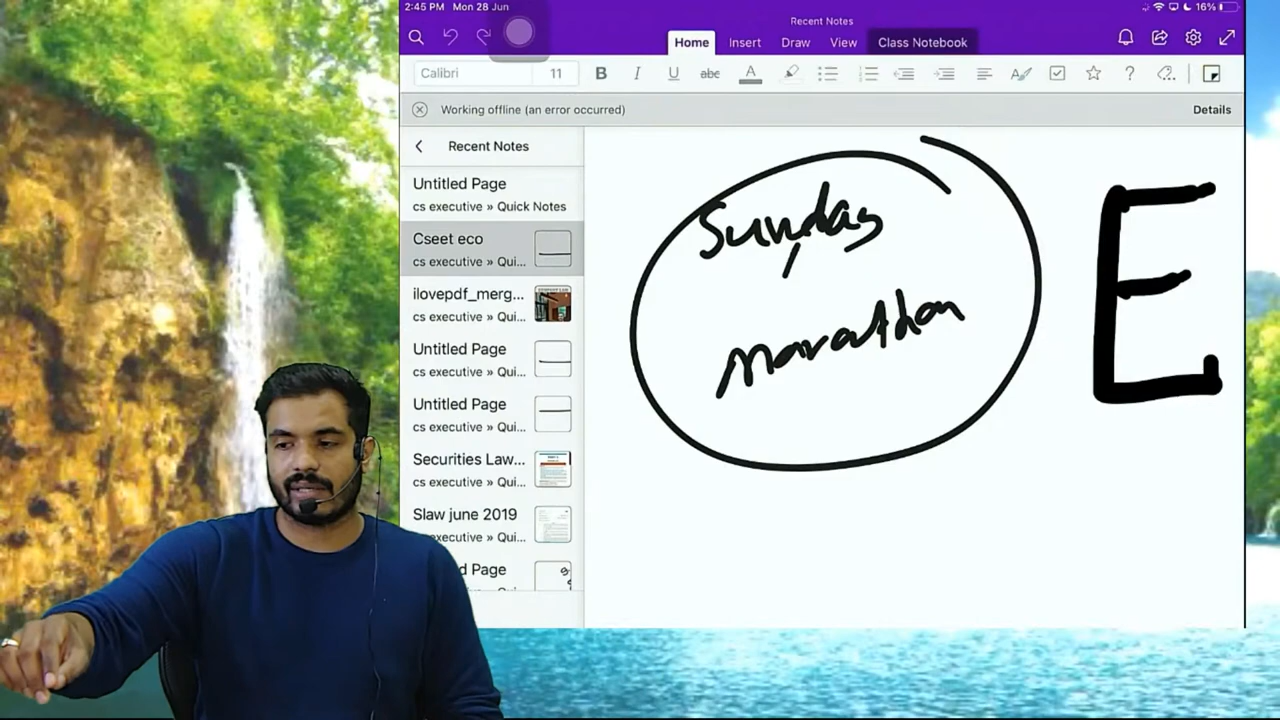 2:45 PM Mon 28 Jun
16%
Recent Notes
Home Insert Draw View Class Notebook
Calibri 11 B I U abc A ?
Working offline (an error occurred) Details
Recent Notes
Untitled Page
cs executive » Quick Notes
Cseet eco
cs executive » Qui...
ilovepdf_merg...
cs executive » Qui...
Untitled Page
cs executive » Qui...
Untitled Page
cs executive » Qui...
Securities Law...
cs executive » Qui...
Slaw june 2019
cs executive » Qui...
d Page
Sunday
marathon
E